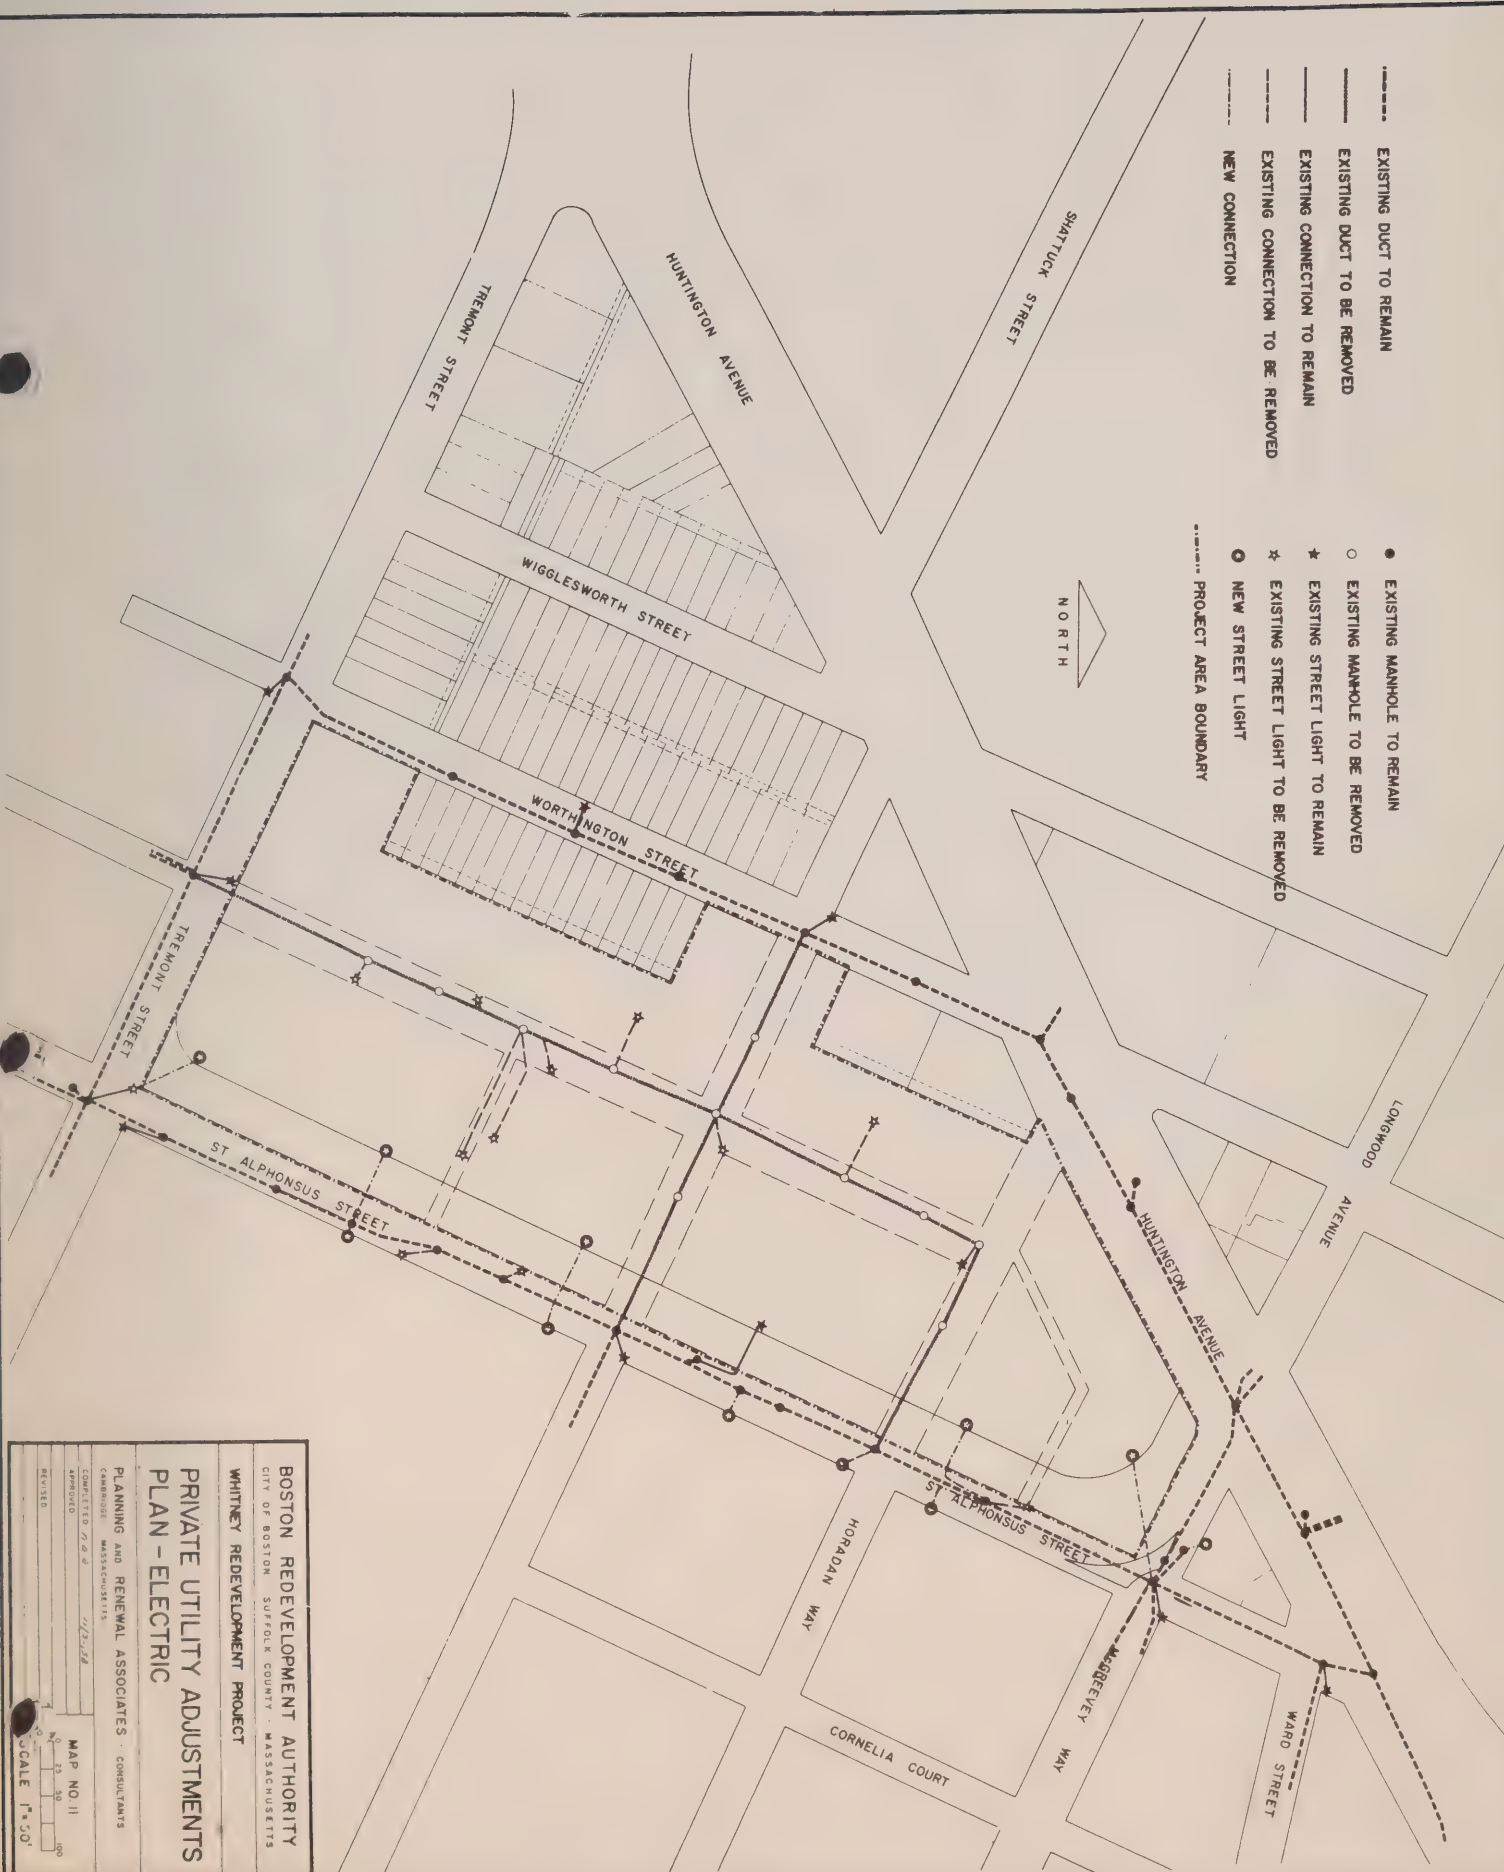 EXISTING DUCT TO REMAIN
EXISTING DUCT TO BE REMOVED
EXISTING CONNECTION TO REMAIN
EXISTING CONNECTION TO BE REMOVED
NEW CONNECTION
EXISTING MANHOLE TO REMAIN
EXISTING MANHOLE TO BE REMOVED
EXISTING STREET LIGHT TO REMAIN
EXISTING STREET LIGHT TO BE REMOVED
NEW STREET LIGHT
PROJECT AREA BOUNDARY
NORTH
SHATTUCK STREET
HUNTINGTON AVENUE
TREMONT STREET
WIGGLESWORTH STREET
WORTHINGTON STREET
TREMONT STREET
ST ALPHONSUS STREET
LONGWOOD AVENUE
HUNTINGTON AVENUE
ST ALPHONSUS STREET
HORADAN WAY
McGREEVEY WAY
CORNELIA COURT
WARD STREET
BOSTON REDEVELOPMENT AUTHORITY
CITY OF BOSTON SUFFOLK COUNTY · MASSACHUSETTS
WHITNEY REDEVELOPMENT PROJECT
PRIVATE UTILITY ADJUSTMENTS
PLAN - ELECTRIC
PLANNING AND RENEWAL ASSOCIATES · CONSULTANTS
CAMBRIDGE MASSACHUSETTS
COMPLETED
APPROVED
REVISED
MAP NO. 11
0 25 50 100
SCALE 1" = 50'